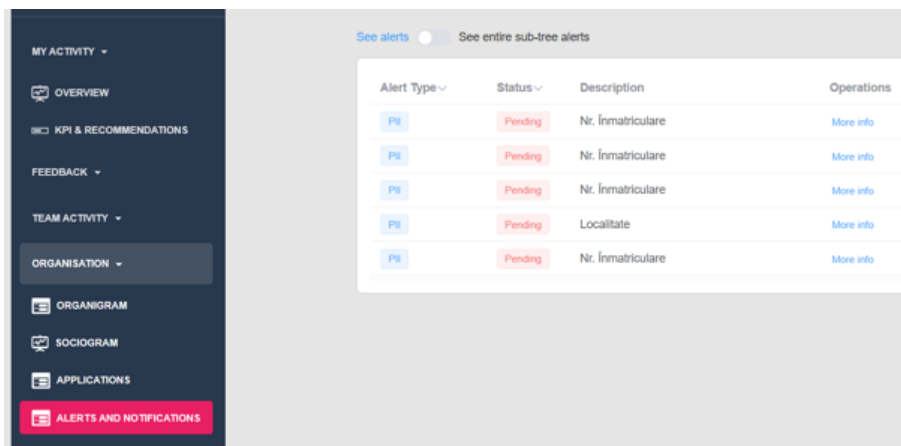 MY ACTIVITY
OVERVIEW
KPI & RECOMMENDATIONS
FEEDBACK
TEAM ACTIVITY
ORGANISATION
ORGANIGRAM
SOCIOGRAM
APPLICATIONS
ALERTS AND NOTIFICATIONS
See alerts See entire sub-tree alerts
Alert Type Status Description Operations
PII Pending Nr. Înmatriculare More info
PII Pending Nr. Înmatriculare More info
PII Pending Nr. Înmatriculare More info
PII Pending Localitate More info
PII Pending Nr. Înmatriculare More info